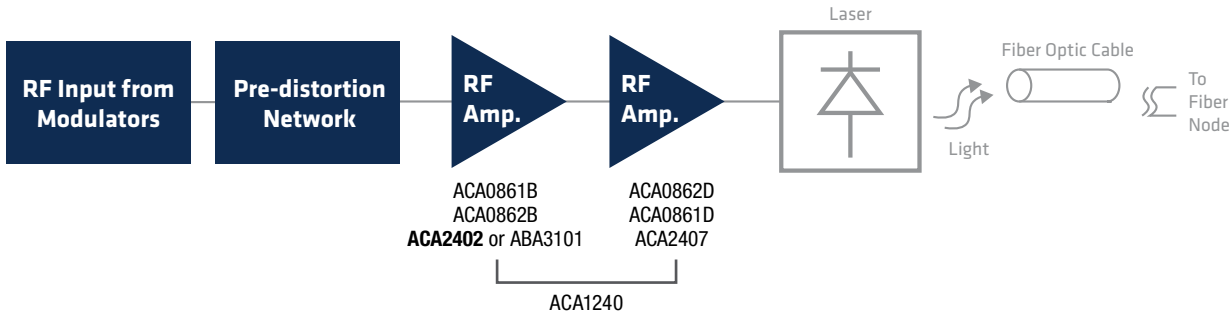 Laser
RF Input from
Modulators
Pre-distortion
Network
RF
Amp.
RF
Amp.
Fiber Optic Cable
To
Fiber
Node
Light
ACA0861B
ACA0862B
ACA2402 or ABA3101
ACA0862D
ACA0861D
ACA2407
ACA1240